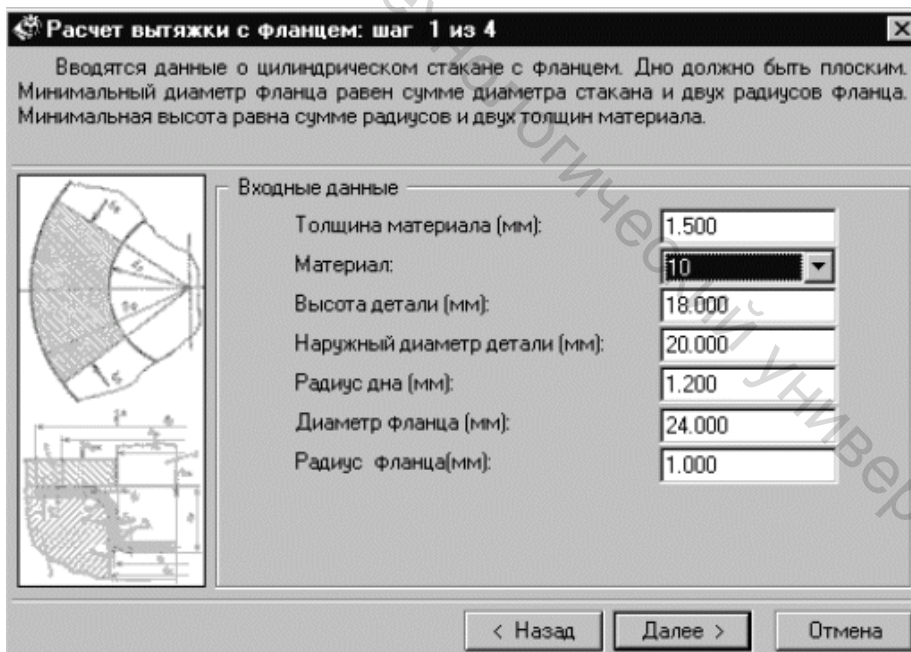 Расчет вытяжки с фланцем: шаг 1 из 4
Вводятся данные о цилиндрическом стакане с фланцем. Дно должно быть плоским.
Минимальный диаметр фланца равен сумме диаметра стакана и двух радиусов фланца.
Минимальная высота равна сумме радиусов и двух толщин материала.
Входные данные
Толщина материала (мм): 1.500
Материал: 10
Высота детали (мм): 18.000
Наружный диаметр детали (мм): 20.000
Радиус дна (мм): 1.200
Диаметр фланца (мм): 24.000
Радиус фланца(мм): 1.000
< Назад Далее > Отмена